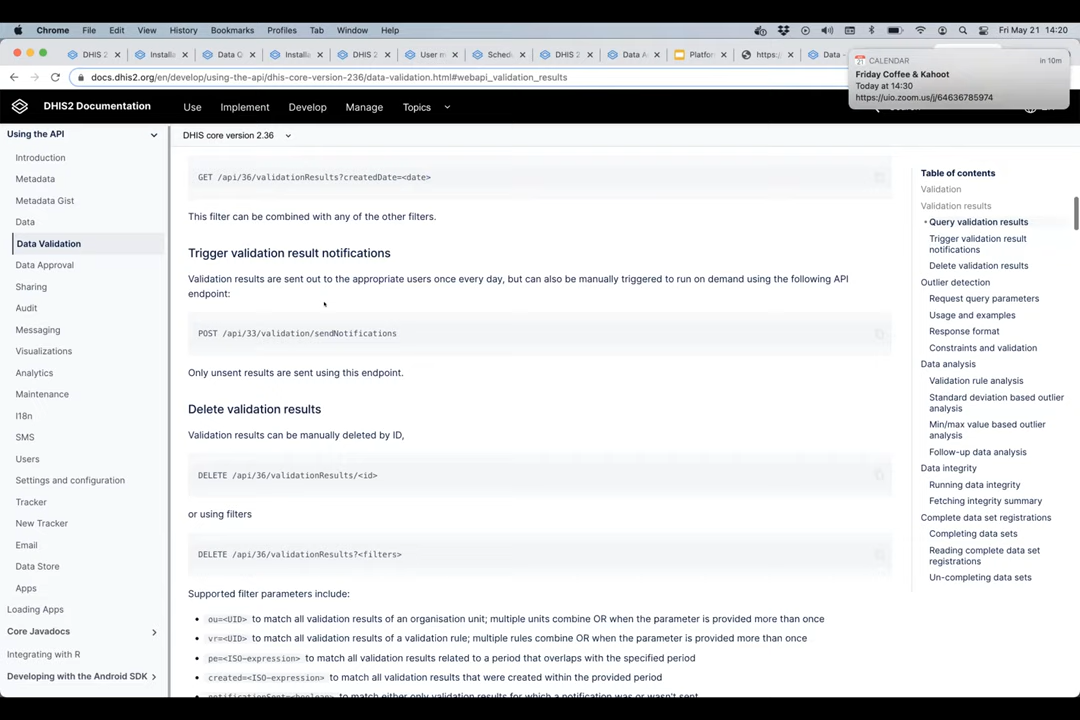 Chrome File Edit View History Bookmarks Profiles Tab Window Help Fri May 21 14:20
DHIS 2 Installa Data O Installa DHIS 2 User m Sched DHIS 2 Data A Platfor https:/ Data -
docs.dhis2.org/en/develop/using-the-api/dhis-core-version-236/data-validation.html#webapi_validation_results
CALENDAR in 10m
Friday Coffee & Kahoot
Today at 14:30
https://uio.zoom.us/j/64636785974
DHIS2 Documentation Use Implement Develop Manage Topics
Using the API
Introduction
Metadata
Metadata Gist
Data
Data Validation
Data Approval
Sharing
Audit
Messaging
Visualizations
Analytics
Maintenance
I18n
SMS
Users
Settings and configuration
Tracker
New Tracker
Email
Data Store
Apps
Loading Apps
Core Javadocs
Integrating with R
Developing with the Android SDK
DHIS core version 2.36
GET /api/36/validationResults?createdDate=<date>
This filter can be combined with any of the other filters.
Trigger validation result notifications
Validation results are sent out to the appropriate users once every day, but can also be manually triggered to run on demand using the following API
endpoint:
POST /api/33/validation/sendNotifications
Only unsent results are sent using this endpoint.
Delete validation results
Validation results can be manually deleted by ID,
DELETE /api/36/validationResults/<id>
or using filters
DELETE /api/36/validationResults?<filters>
Supported filter parameters include:
• ou=<UID> to match all validation results of an organisation unit; multiple units combine OR when the parameter is provided more than once
• vr=<UID> to match all validation results of a validation rule; multiple rules combine OR when the parameter is provided more than once
• pe=<ISO-expression> to match all validation results related to a period that overlaps with the specified period
• created=<ISO-expression> to match all validation results that were created within the provided period
• notificationSent=<boolean> to match either only validation results for which a notification was or wasn't sent
Table of contents
Validation
Validation results
• Query validation results
Trigger validation result
notifications
Delete validation results
Outlier detection
Request query parameters
Usage and examples
Response format
Constraints and validation
Data analysis
Validation rule analysis
Standard deviation based outlier
analysis
Min/max value based outlier
analysis
Follow-up data analysis
Data integrity
Running data integrity
Fetching integrity summary
Complete data set registrations
Completing data sets
Reading complete data set
registrations
Un-completing data sets